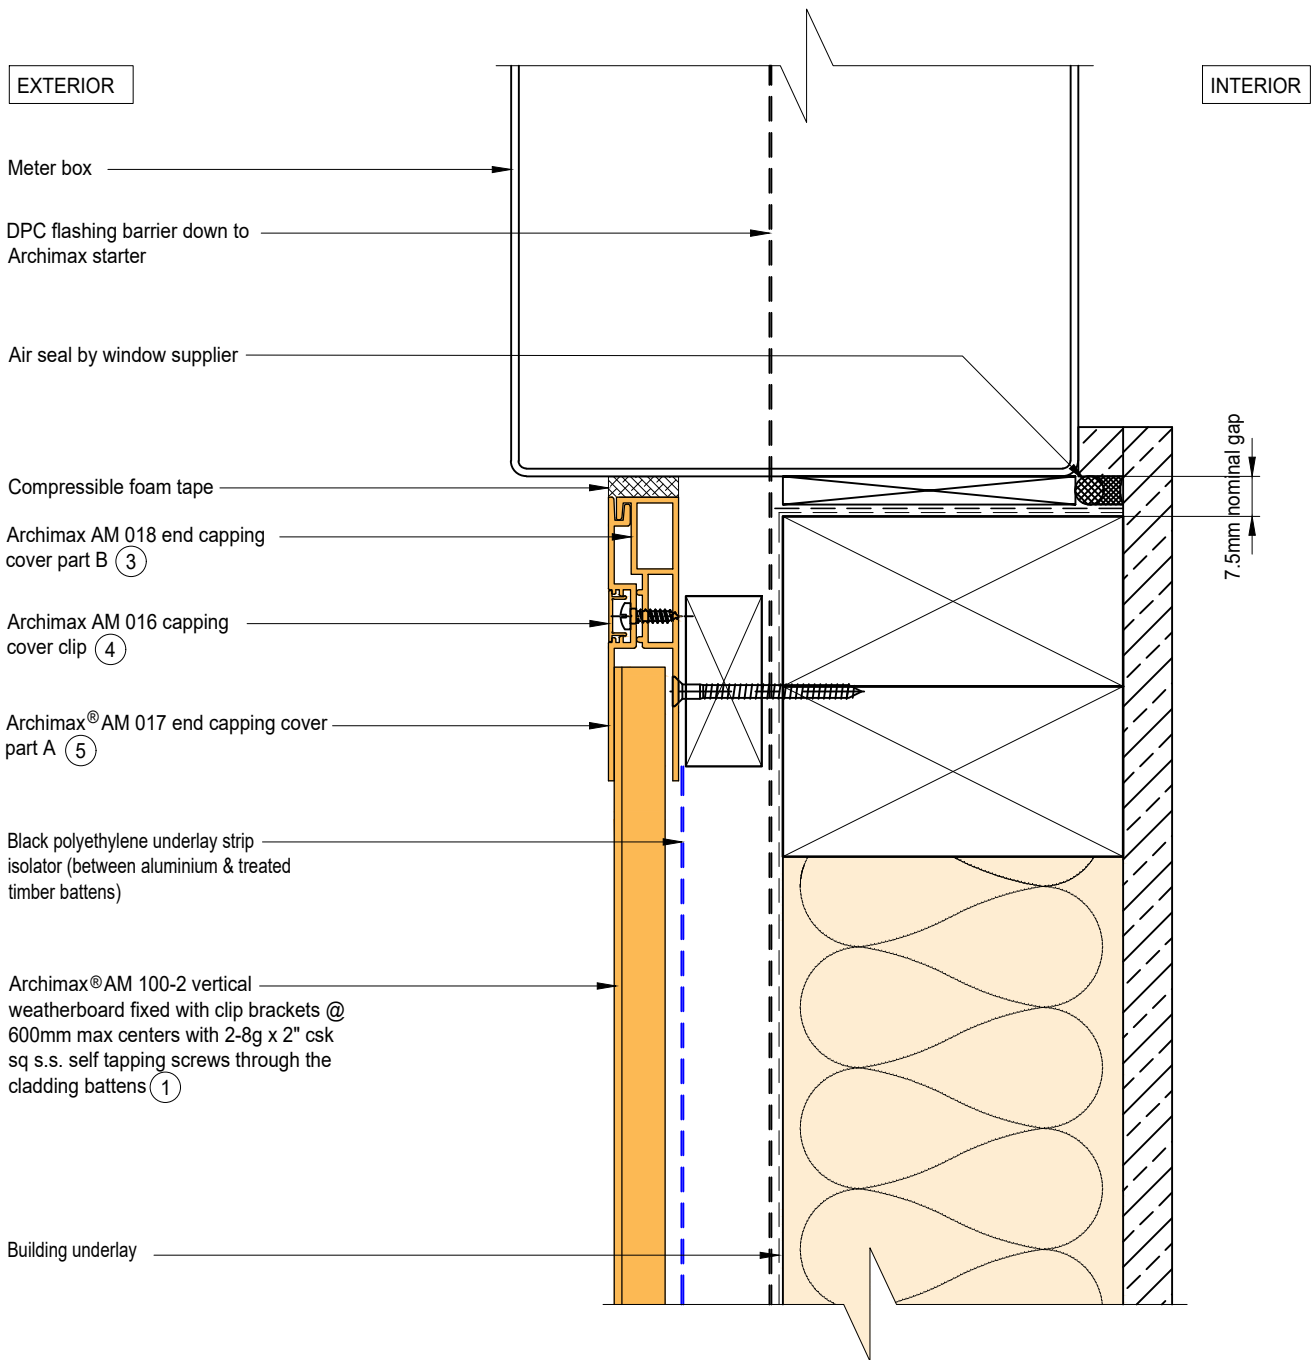 EXTERIOR
INTERIOR
Meter box
DPC flashing barrier down to
Archimax starter
Air seal by window supplier
7.5mm nominal gap
Compressible foam tape
Archimax AM 018 end capping
cover part B 3
Archimax AM 016 capping
cover clip 4
Archimax® AM 017 end capping cover
part A 5
Black polyethylene underlay strip
isolator (between aluminium & treated
timber battens)
Archimax® AM 100-2 vertical
weatherboard fixed with clip brackets @
600mm max centers with 2-8g x 2" csk
sq s.s. self tapping screws through the
cladding battens 1
Building underlay